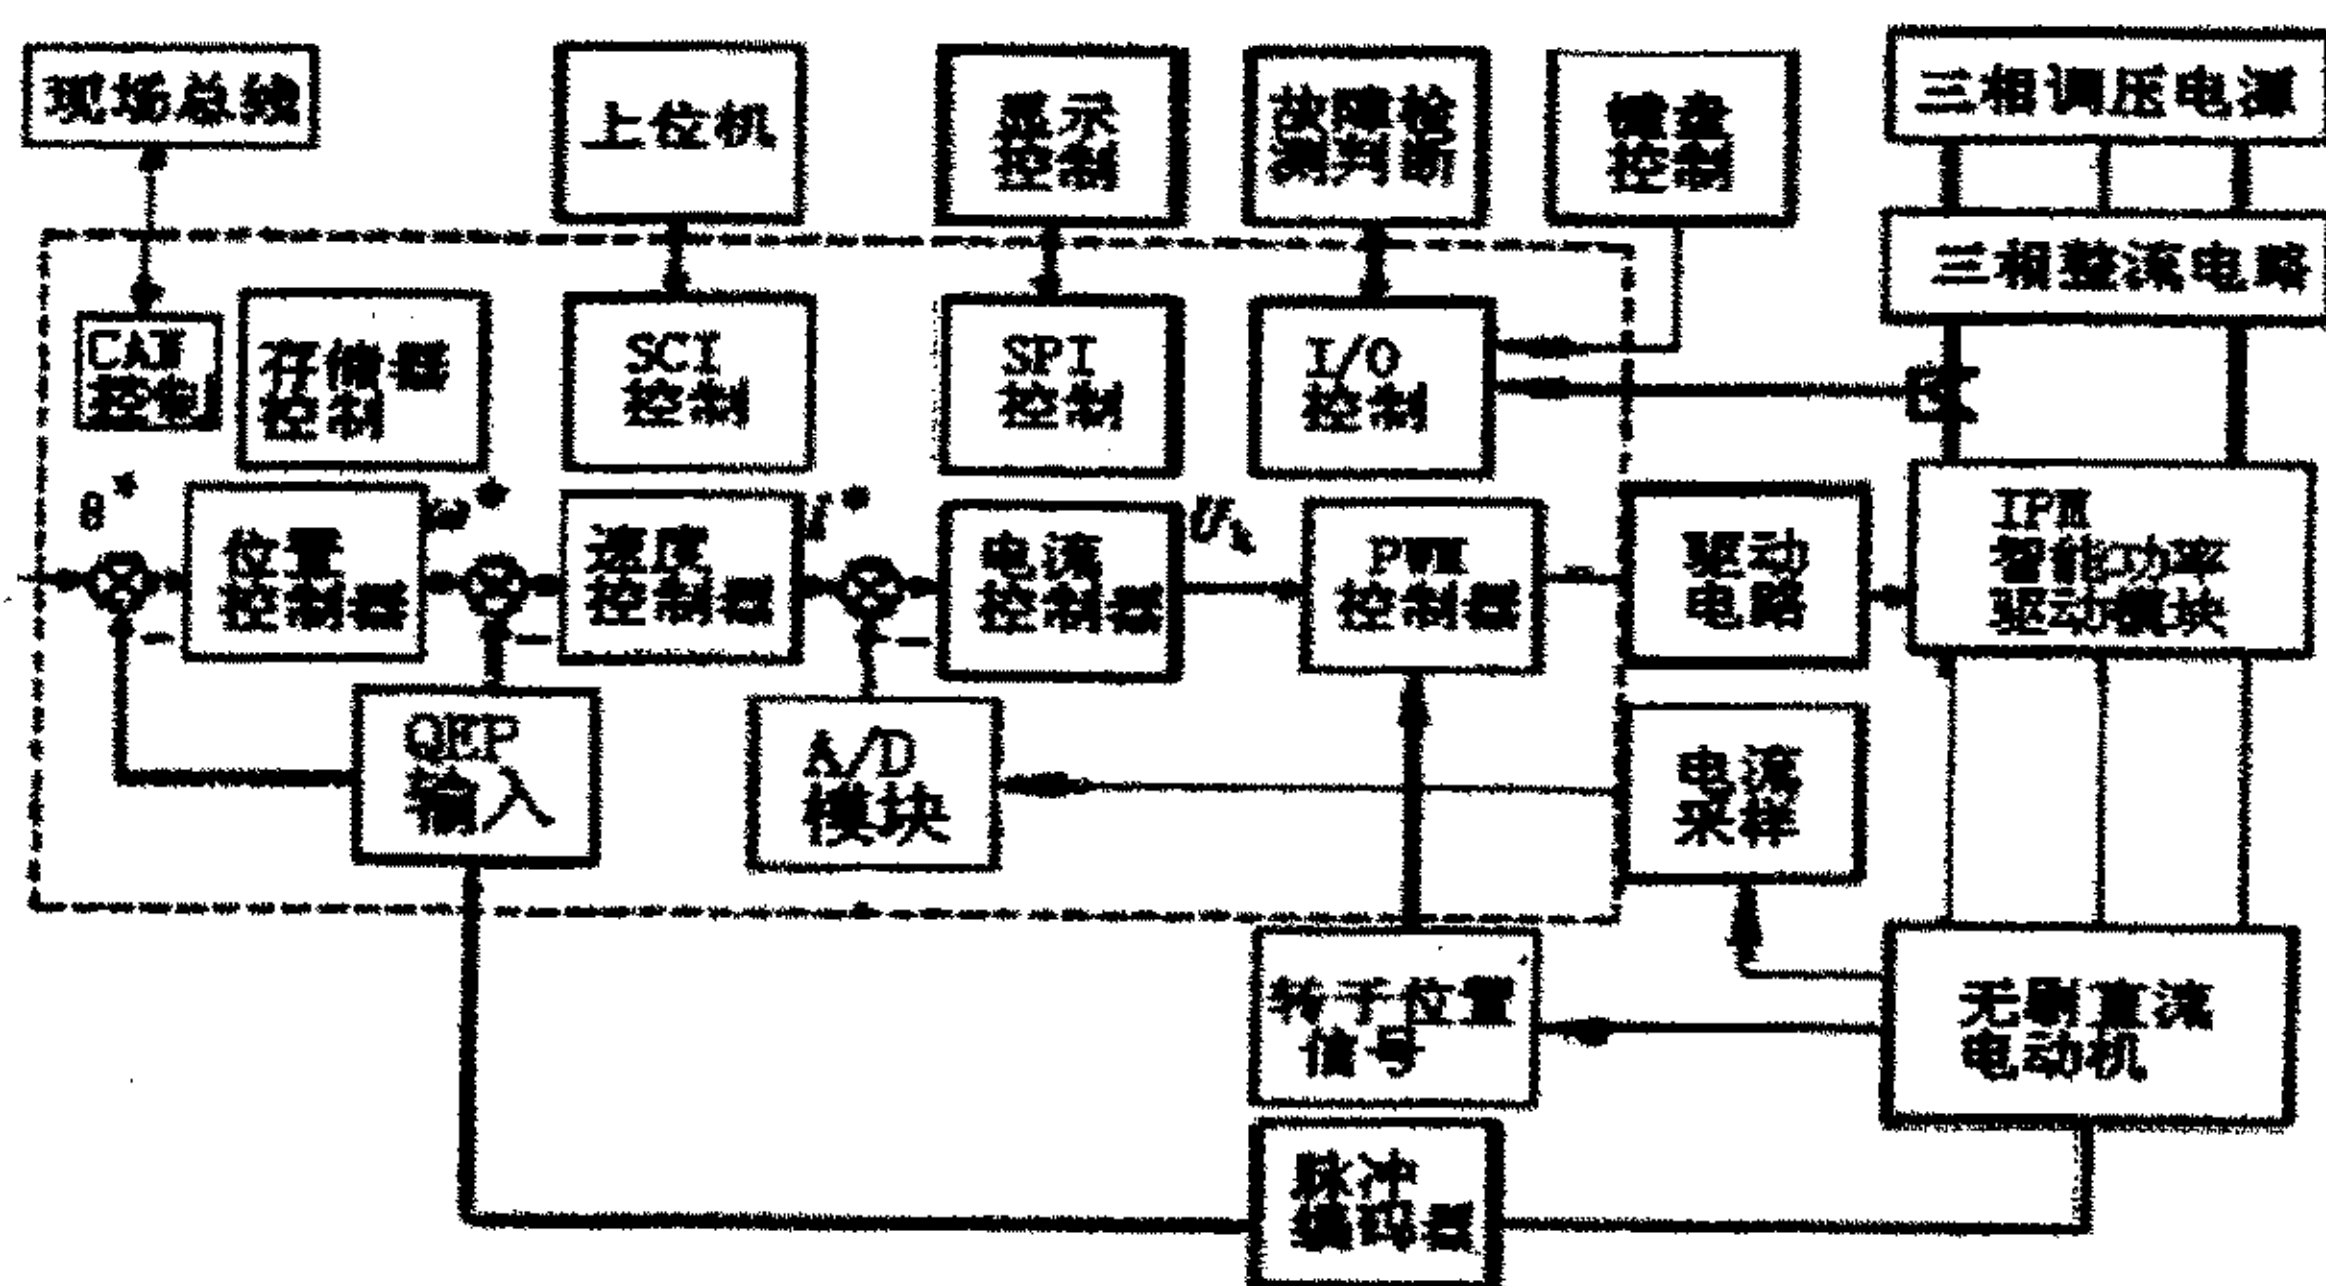 现场总线
上位机
显示
控制
故障检
测判断
键盘
控制
三相调压电源
三相整流电路
CAN
控制
存储器
控制
SCI
控制
SPI
控制
I/O
控制
θ*
位置
控制器
ω*
速度
控制器
I*
电流
控制器
PWM
控制器
驱动
电路
IPM
智能功率
驱动模块
−
−
−
QEP
输入
A/D
模块
电流
采样
转子位置
信号
无刷直流
电动机
脉冲
编码器